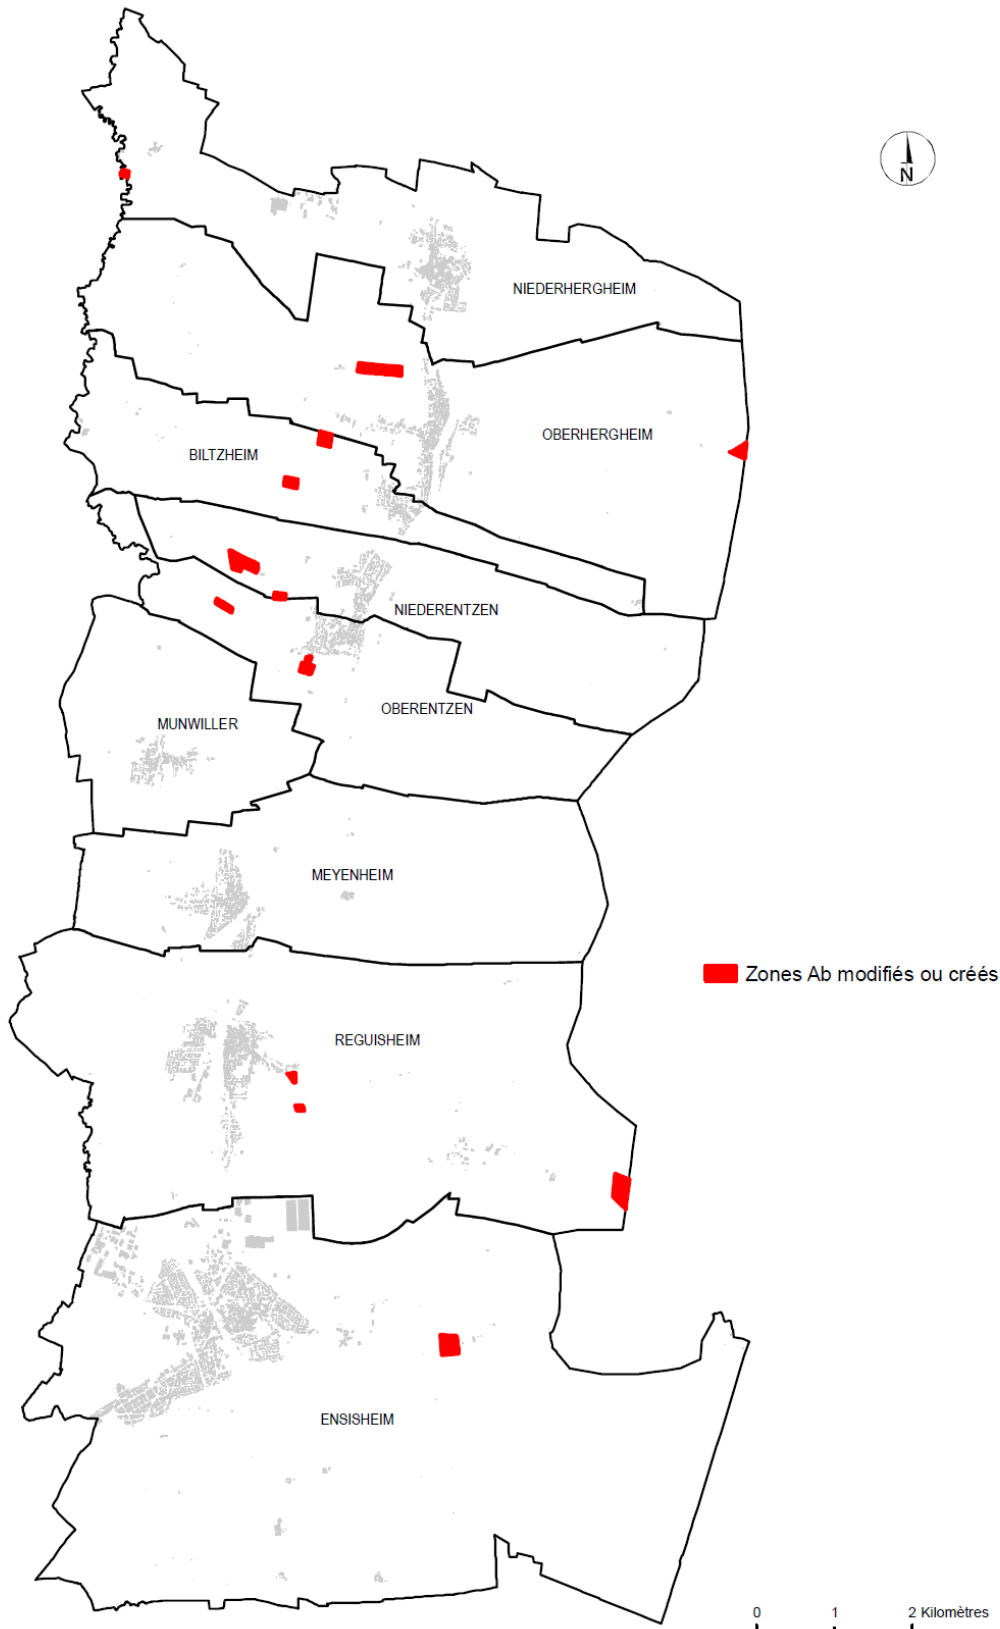 N
NIEDERHERGHEIM
OBERHERGHEIM
BILTZHEIM
NIEDERENTZEN
OBERENTZEN
MUNWILLER
MEYENHEIM
Zones Ab modifiés ou créés
REGUISHEIM
ENSISHEIM
0 1 2 Kilomètres